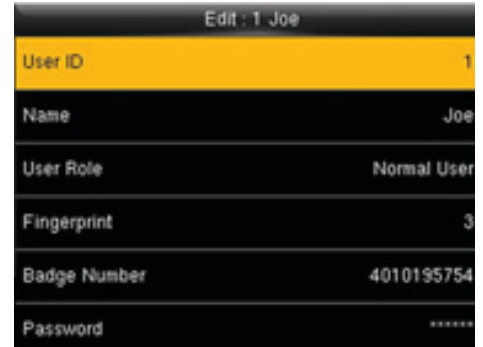 Edit : 1 Joe
User ID 1
Name Joe
User Role Normal User
Fingerprint 3
Badge Number 4010195754
Password ******